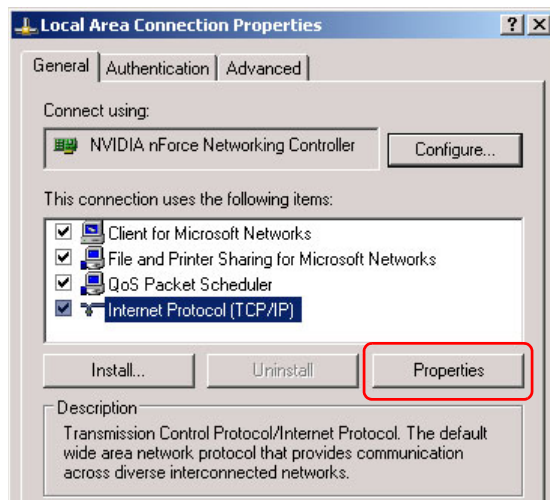 Local Area Connection Properties
General Authentication Advanced
Connect using:
NVIDIA nForce Networking Controller Configure...
This connection uses the following items:
Client for Microsoft Networks
File and Printer Sharing for Microsoft Networks
QoS Packet Scheduler
Internet Protocol (TCP/IP)
Install... Uninstall Properties
Description
Transmission Control Protocol/Internet Protocol. The default
wide area network protocol that provides communication
across diverse interconnected networks.